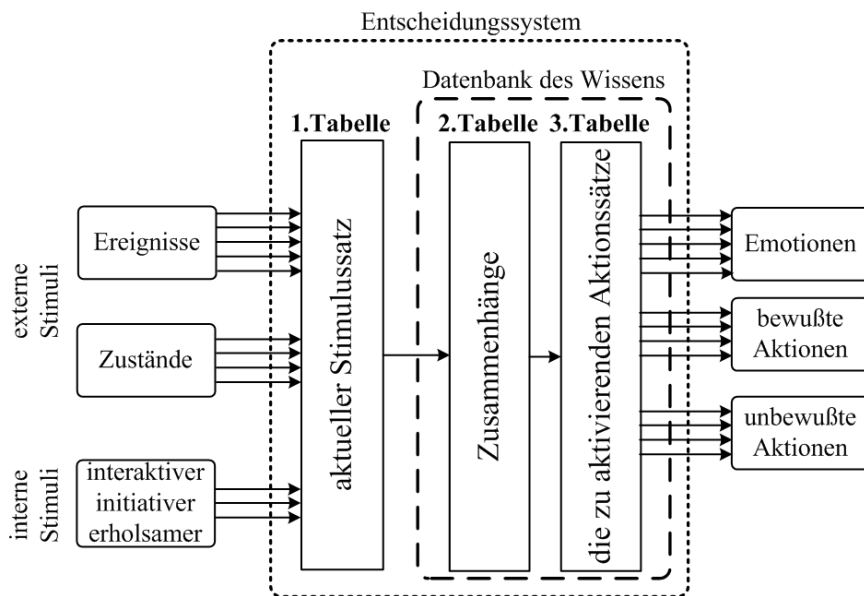 Entscheidungssystem
Datenbank des Wissens
1.Tabelle
2.Tabelle
3.Tabelle
externe
Stimuli
Ereignisse
Zustände
interne
Stimuli
interaktiver
initiativer
erholsamer
aktueller Stimulussatz
Zusammenhänge
die zu aktivierenden Aktionssätze
Emotionen
bewußte
Aktionen
unbewußte
Aktionen